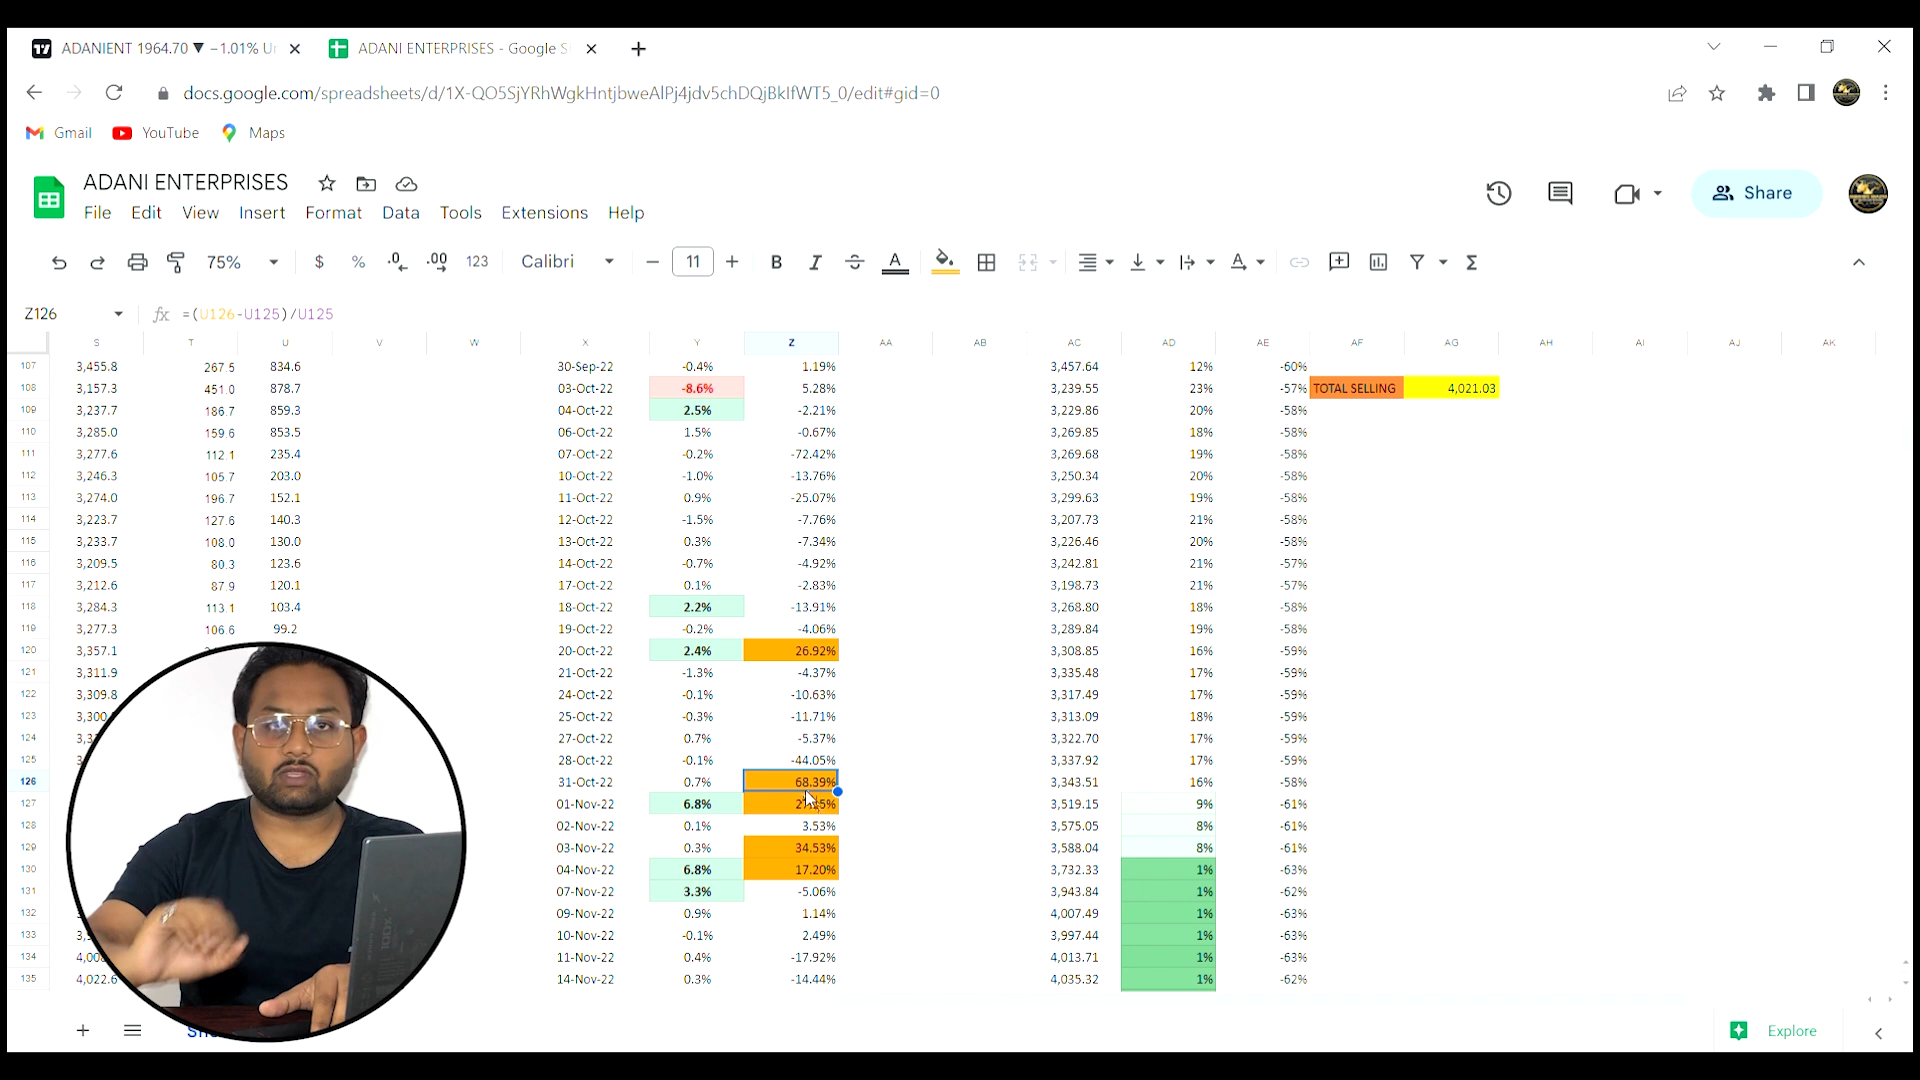 ADANIENT 1964.70 ▼ −1.01% Un
ADANI ENTERPRISES - Google S
docs.google.com/spreadsheets/d/1X-QO5SjYRhWgkHntjbweAlPj4jdv5chDQjBkIfWT5_0/edit#gid=0
Gmail YouTube Maps
ADANI ENTERPRISES
File Edit View Insert Format Data Tools Extensions Help
Share
75% $ % .0 .00 123 Calibri 11 B I A
Z126 fx =(U126-U125)/U125
S T U V W X Y Z AA AB AC AD AE AF AG AH AI AJ AK
107 3,455.8 267.5 834.6 30-Sep-22 -0.4% 1.19% 3,457.64 12% -60%
108 3,157.3 451.0 878.7 03-Oct-22 -8.6% 5.28% 3,239.55 23% -57% TOTAL SELLING 4,021.03
109 3,237.7 186.7 859.3 04-Oct-22 2.5% -2.21% 3,229.86 20% -58%
110 3,285.0 159.6 853.5 06-Oct-22 1.5% -0.67% 3,269.85 18% -58%
111 3,277.6 112.1 235.4 07-Oct-22 -0.2% -72.42% 3,269.68 19% -58%
112 3,246.3 105.7 203.0 10-Oct-22 -1.0% -13.76% 3,250.34 20% -58%
113 3,274.0 196.7 152.1 11-Oct-22 0.9% -25.07% 3,299.63 19% -58%
114 3,223.7 127.6 140.3 12-Oct-22 -1.5% -7.76% 3,207.73 21% -58%
115 3,233.7 108.0 130.0 13-Oct-22 0.3% -7.34% 3,226.46 20% -58%
116 3,209.5 80.3 123.6 14-Oct-22 -0.7% -4.92% 3,242.81 21% -57%
117 3,212.6 87.9 120.1 17-Oct-22 0.1% -2.83% 3,198.73 21% -57%
118 3,284.3 113.1 103.4 18-Oct-22 2.2% -13.91% 3,268.80 18% -58%
119 3,277.3 106.6 99.2 19-Oct-22 -0.2% -4.06% 3,289.84 19% -58%
120 3,357.1 20-Oct-22 2.4% 26.92% 3,308.85 16% -59%
121 3,311.9 21-Oct-22 -1.3% -4.37% 3,335.48 17% -59%
122 3,309.8 24-Oct-22 -0.1% -10.63% 3,317.49 17% -59%
123 3,300 25-Oct-22 -0.3% -11.71% 3,313.09 18% -59%
124 27-Oct-22 0.7% -5.37% 3,322.70 17% -59%
125 28-Oct-22 -0.1% -44.05% 3,337.92 17% -59%
126 31-Oct-22 0.7% 68.39% 3,343.51 16% -58%
127 01-Nov-22 6.8% 3,519.15 9% -61%
128 02-Nov-22 0.1% 3.53% 3,575.05 8% -61%
129 03-Nov-22 0.3% 34.53% 3,588.04 8% -61%
130 04-Nov-22 6.8% 17.20% 3,732.33 1% -63%
131 07-Nov-22 3.3% -5.06% 3,943.84 1% -62%
132 09-Nov-22 0.9% 1.14% 4,007.49 1% -63%
133 10-Nov-22 -0.1% 2.49% 3,997.44 1% -63%
134 4,008 11-Nov-22 0.4% -17.92% 4,013.71 1% -63%
135 4,022.6 14-Nov-22 0.3% -14.44% 4,035.32 1% -62%
Explore